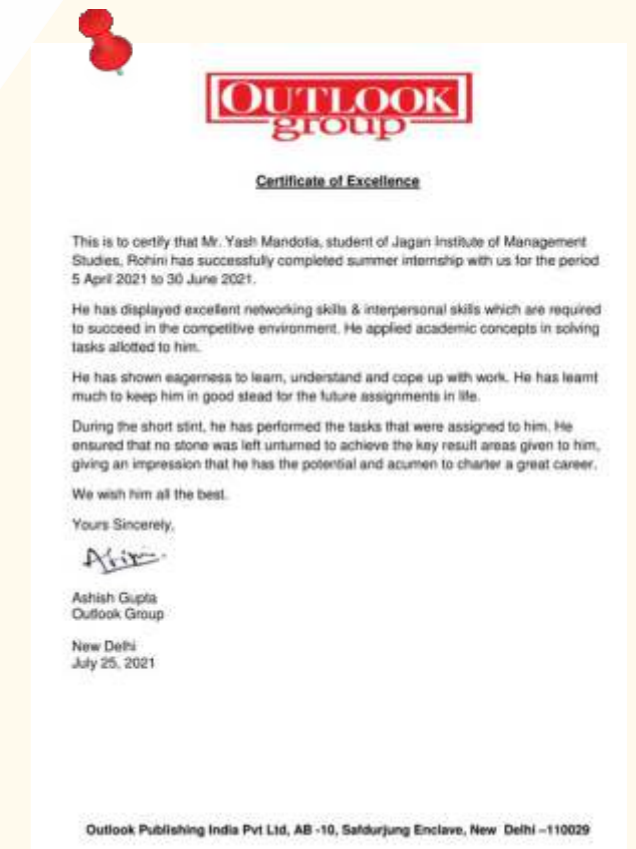 OUTLOOK
group
Certificate of Excellence
This is to certify that Mr. Yash Mandotia, student of Jagan Institute of Management
Studies, Rohini has successfully completed summer internship with us for the period
5 April 2021 to 30 June 2021.
He has displayed excellent networking skills & interpersonal skills which are required
to succeed in the competitive environment. He applied academic concepts in solving
tasks allotted to him.
He has shown eagerness to learn, understand and cope up with work. He has learnt
much to keep him in good stead for the future assignments in life.
During the short stint, he has performed the tasks that were assigned to him. He
ensured that no stone was left unturned to achieve the key result areas given to him,
giving an impression that he has the potential and acumen to charter a great career.
We wish him all the best.
Yours Sincerely,
Ashish Gupta
Outlook Group
New Delhi
July 25, 2021
Outlook Publishing India Pvt Ltd, AB -10, Safdurjung Enclave, New Delhi –110029